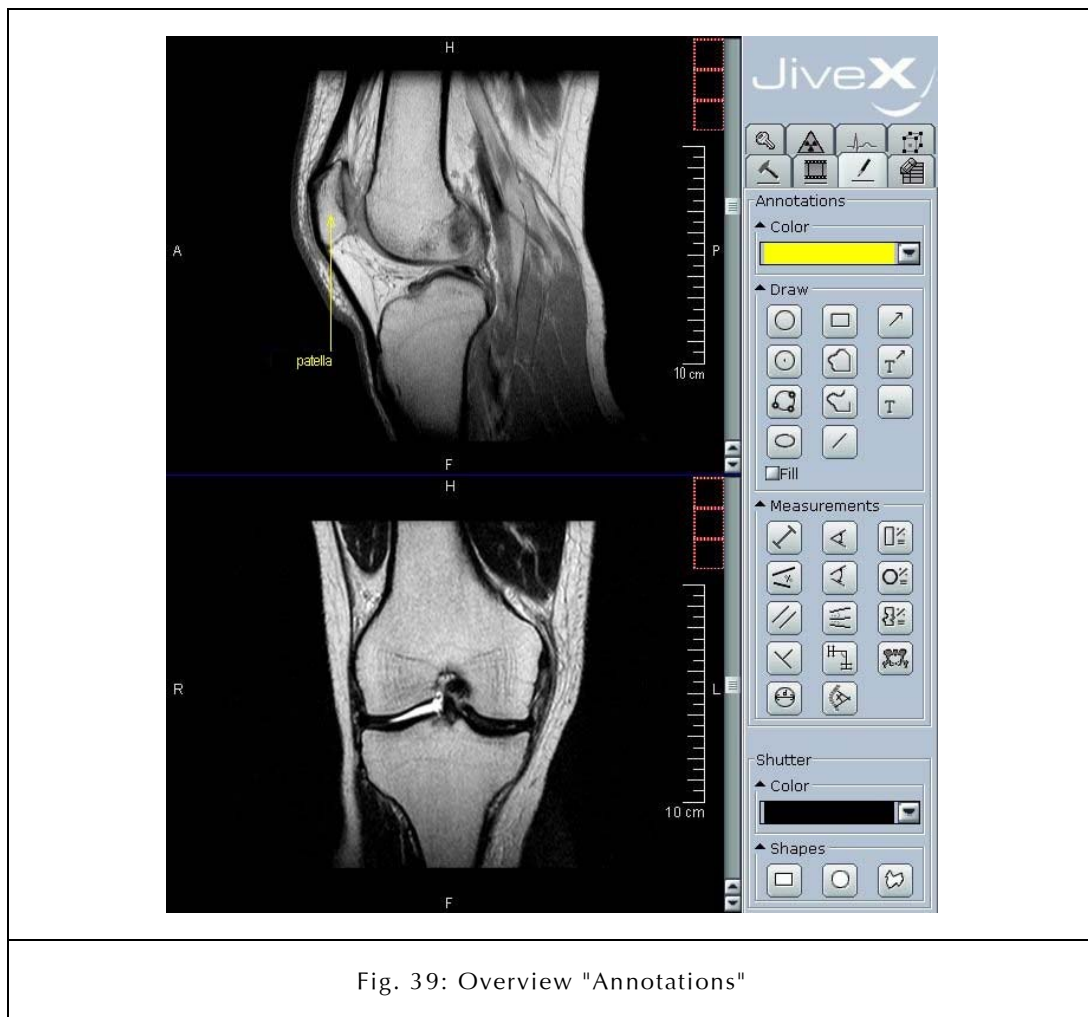 H
A
P
patella
10 cm
F
H
R
L
10 cm
F
JiveX
Annotations
Color
Draw
T
T
Fill
Measurements
Shutter
Color
Shapes
Fig. 39: Overview "Annotations"